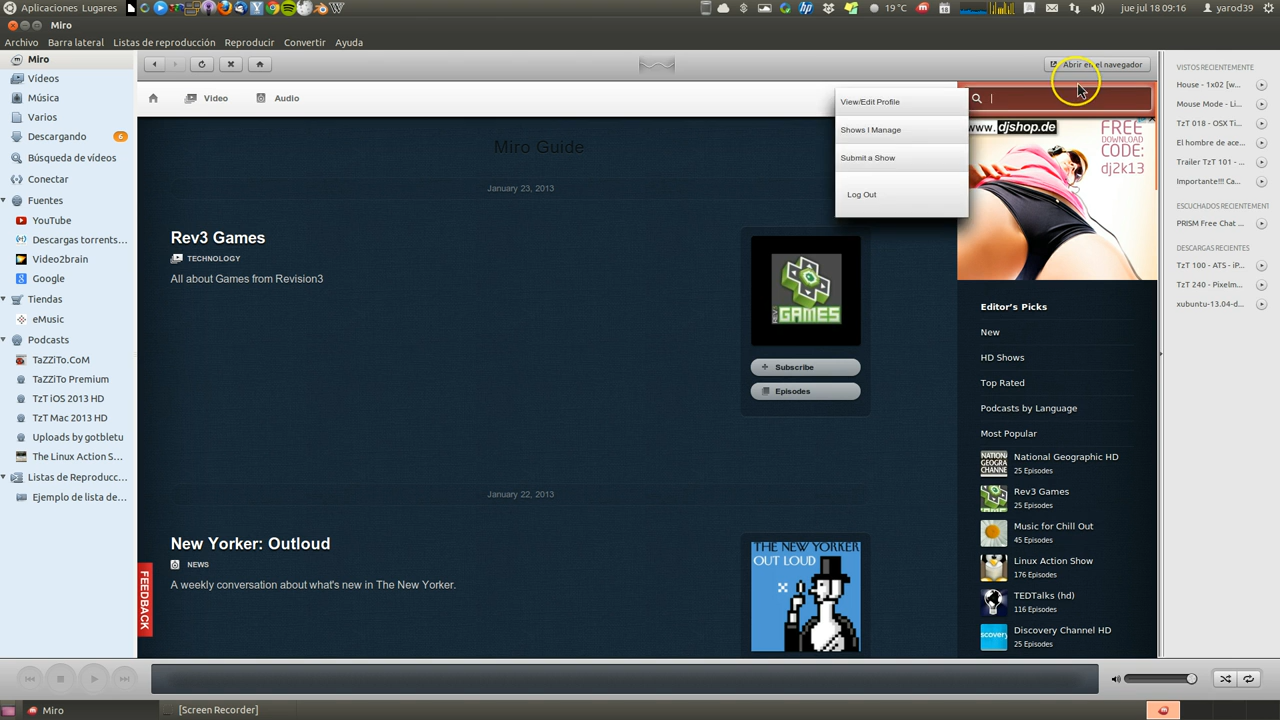 Aplicaciones Lugares
19 °C
jue jul 18 09:16
yarod39
Miro
Archivo Barra lateral Listas de reproducción Reproducir Convertir Ayuda
Miro
Vídeos
Música
Varios
Descargando 6
Búsqueda de vídeos
Conectar
Fuentes
YouTube
Descargas torrents...
Video2brain
Google
Tiendas
eMusic
Podcasts
TaZZiTo.CoM
TaZZiTo Premium
TzT iOS 2013 HD
TzT Mac 2013 HD
Uploads by gotbletu
The Linux Action S...
Listas de Reproducc...
Ejemplo de lista de...
Abrir en el navegador
Video Audio
View/Edit Profile
Shows I Manage
Submit a Show
Log Out
Miro Guide
January 23, 2013
Rev3 Games
TECHNOLOGY
All about Games from Revision3
REV3 GAMES
Subscribe
Episodes
January 22, 2013
New Yorker: Outloud
NEWS
A weekly conversation about what's new in The New Yorker.
THE NEW YORKER
OUT LOUD
FEEDBACK
www.djshop.de
FREE
DOWNLOAD
CODE:
dj2k13
Editor's Picks
New
HD Shows
Top Rated
Podcasts by Language
Most Popular
National Geographic HD
25 Episodes
Rev3 Games
25 Episodes
Music for Chill Out
45 Episodes
Linux Action Show
176 Episodes
TEDTalks (hd)
116 Episodes
Discovery Channel HD
25 Episodes
VISTOS RECIENTEMENTE
House - 1x02 [w...
Mouse Mode - Li...
TzT 018 - OSX Ti...
El hombre de ace...
Trailer TzT 101 - ...
Importante!!! Ca...
ESCUCHADOS RECIENTEMENT
PRISM Free Chat ...
DESCARGAS RECIENTES
TzT 100 - ATS - iP...
TzT 240 - Pixelm...
xubuntu-13.04-d...
Miro
[Screen Recorder]